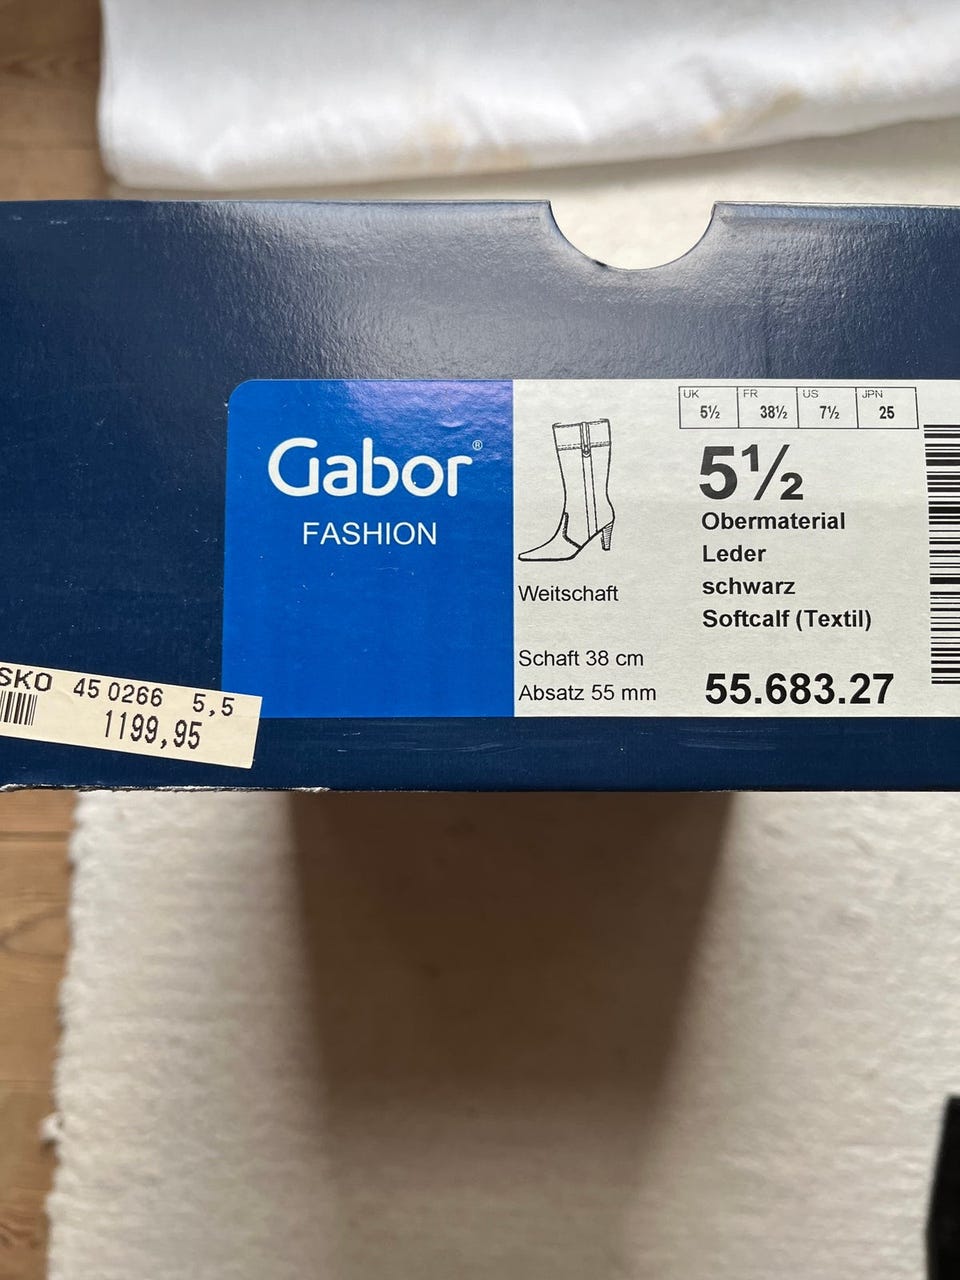 Gabor®
FASHION
UK 5½ FR 38½ US 7½ JPN 25
5½
Obermaterial
Leder
schwarz
Softcalf (Textil)
Weitschaft
Schaft 38 cm
Absatz 55 mm
55.683.27
SKO 45 0266 5,5
1199,95